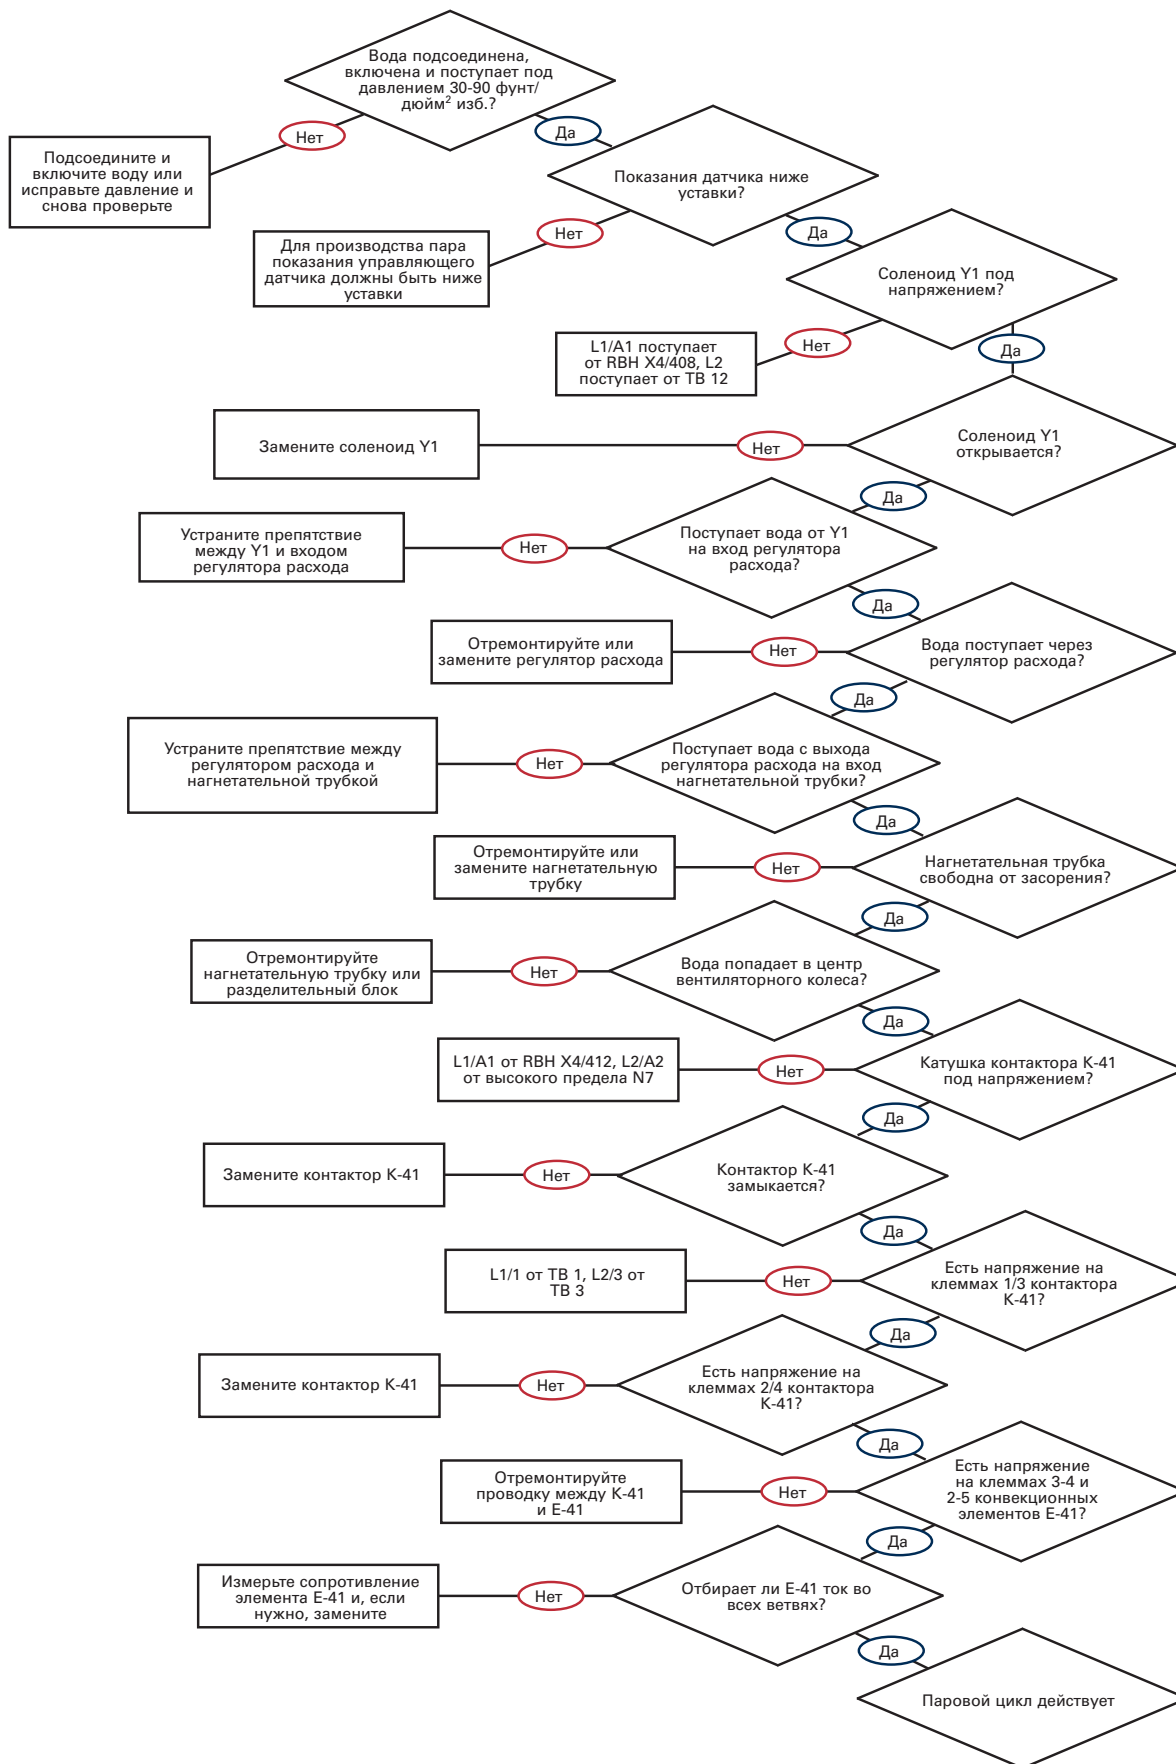 Вода подсоединена,
включена и поступает под
давлением 30-90 фунт/
дюйм² изб.?
Нет
Да
Подсоедините и
включите воду или
исправьте давление и
снова проверьте
Показания датчика ниже
уставки?
Нет
Да
Для производства пара
показания управляющего
датчика должны быть ниже
уставки
Соленоид Y1 под
напряжением?
Нет
Да
L1/A1 поступает
от RBH X4/408, L2
поступает от TB 12
Соленоид Y1
открывается?
Нет
Да
Замените соленоид Y1
Поступает вода от Y1
на вход регулятора
расхода?
Нет
Да
Устраните препятствие
между Y1 и входом
регулятора расхода
Вода поступает через
регулятор расхода?
Нет
Да
Отремонтируйте или
замените регулятор расхода
Поступает вода с выхода
регулятора расхода на вход
нагнетательной трубки?
Нет
Да
Устраните препятствие между
регулятором расхода и
нагнетательной трубкой
Нагнетательная трубка
свободна от засорения?
Нет
Да
Отремонтируйте или
замените нагнетательную
трубку
Вода попадает в центр
вентиляторного колеса?
Нет
Да
Отремонтируйте
нагнетательную трубку или
разделительный блок
Катушка контактора К-41
под напряжением?
Нет
Да
L1/A1 от RBH X4/412, L2/A2
от высокого предела N7
Контактор К-41
замыкается?
Нет
Да
Замените контактор К-41
Есть напряжение на
клеммах 1/3 контактора
К-41?
Нет
Да
L1/1 от TB 1, L2/3 от
TB 3
Есть напряжение на
клеммах 2/4 контактора
К-41?
Нет
Да
Замените контактор К-41
Есть напряжение
на клеммах 3-4 и
2-5 конвекционных
элементов Е-41?
Нет
Да
Отремонтируйте
проводку между К-41
и Е-41
Отбирает ли Е-41 ток во
всех ветвях?
Нет
Да
Измерьте сопротивление
элемента Е-41 и, если
нужно, замените
Паровой цикл действует